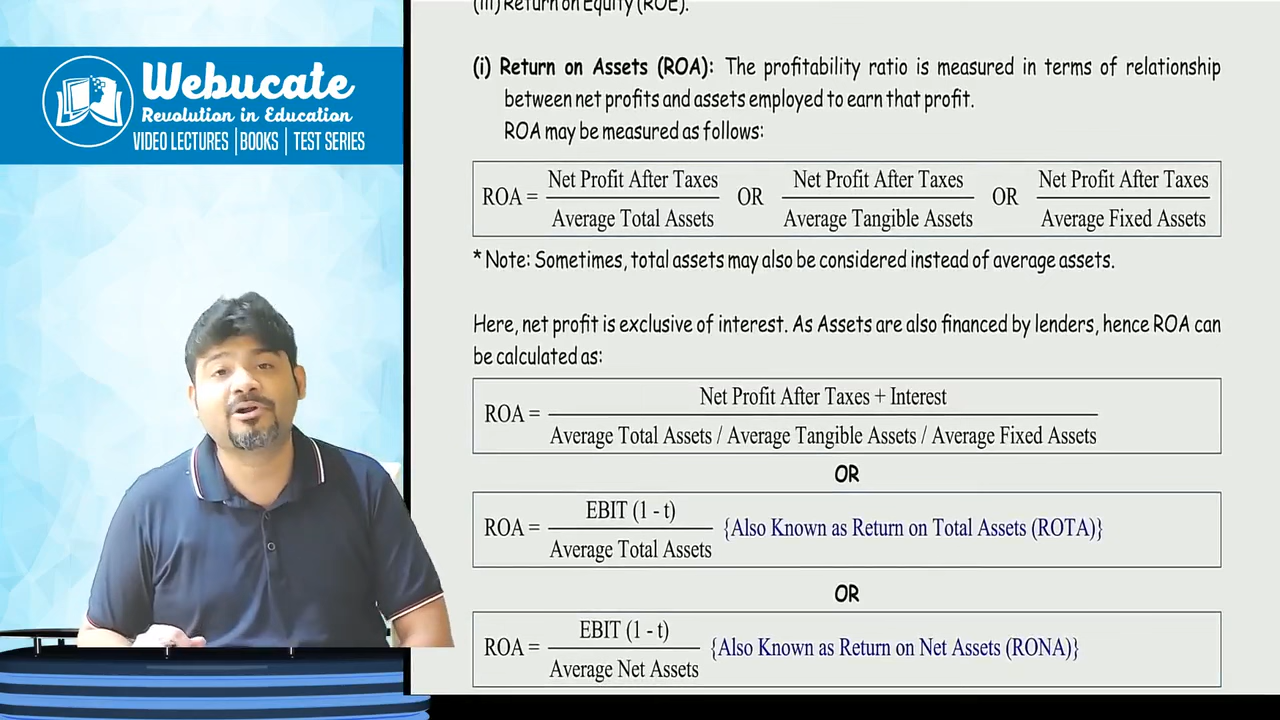 (iii) Return on Equity (ROE).
Webucate
Revolution in Education
VIDEO LECTURES | BOOKS | TEST SERIES
(i) Return on Assets (ROA): The profitability ratio is measured in terms of relationship
between net profits and assets employed to earn that profit.
ROA may be measured as follows:
ROA = Net Profit After Taxes / Average Total Assets OR Net Profit After Taxes / Average Tangible Assets OR Net Profit After Taxes / Average Fixed Assets
* Note: Sometimes, total assets may also be considered instead of average assets.
Here, net profit is exclusive of interest. As Assets are also financed by lenders, hence ROA can
be calculated as:
ROA = Net Profit After Taxes + Interest / Average Total Assets / Average Tangible Assets / Average Fixed Assets
OR
ROA = EBIT (1 - t) / Average Total Assets {Also Known as Return on Total Assets (ROTA)}
OR
ROA = EBIT (1 - t) / Average Net Assets {Also Known as Return on Net Assets (RONA)}